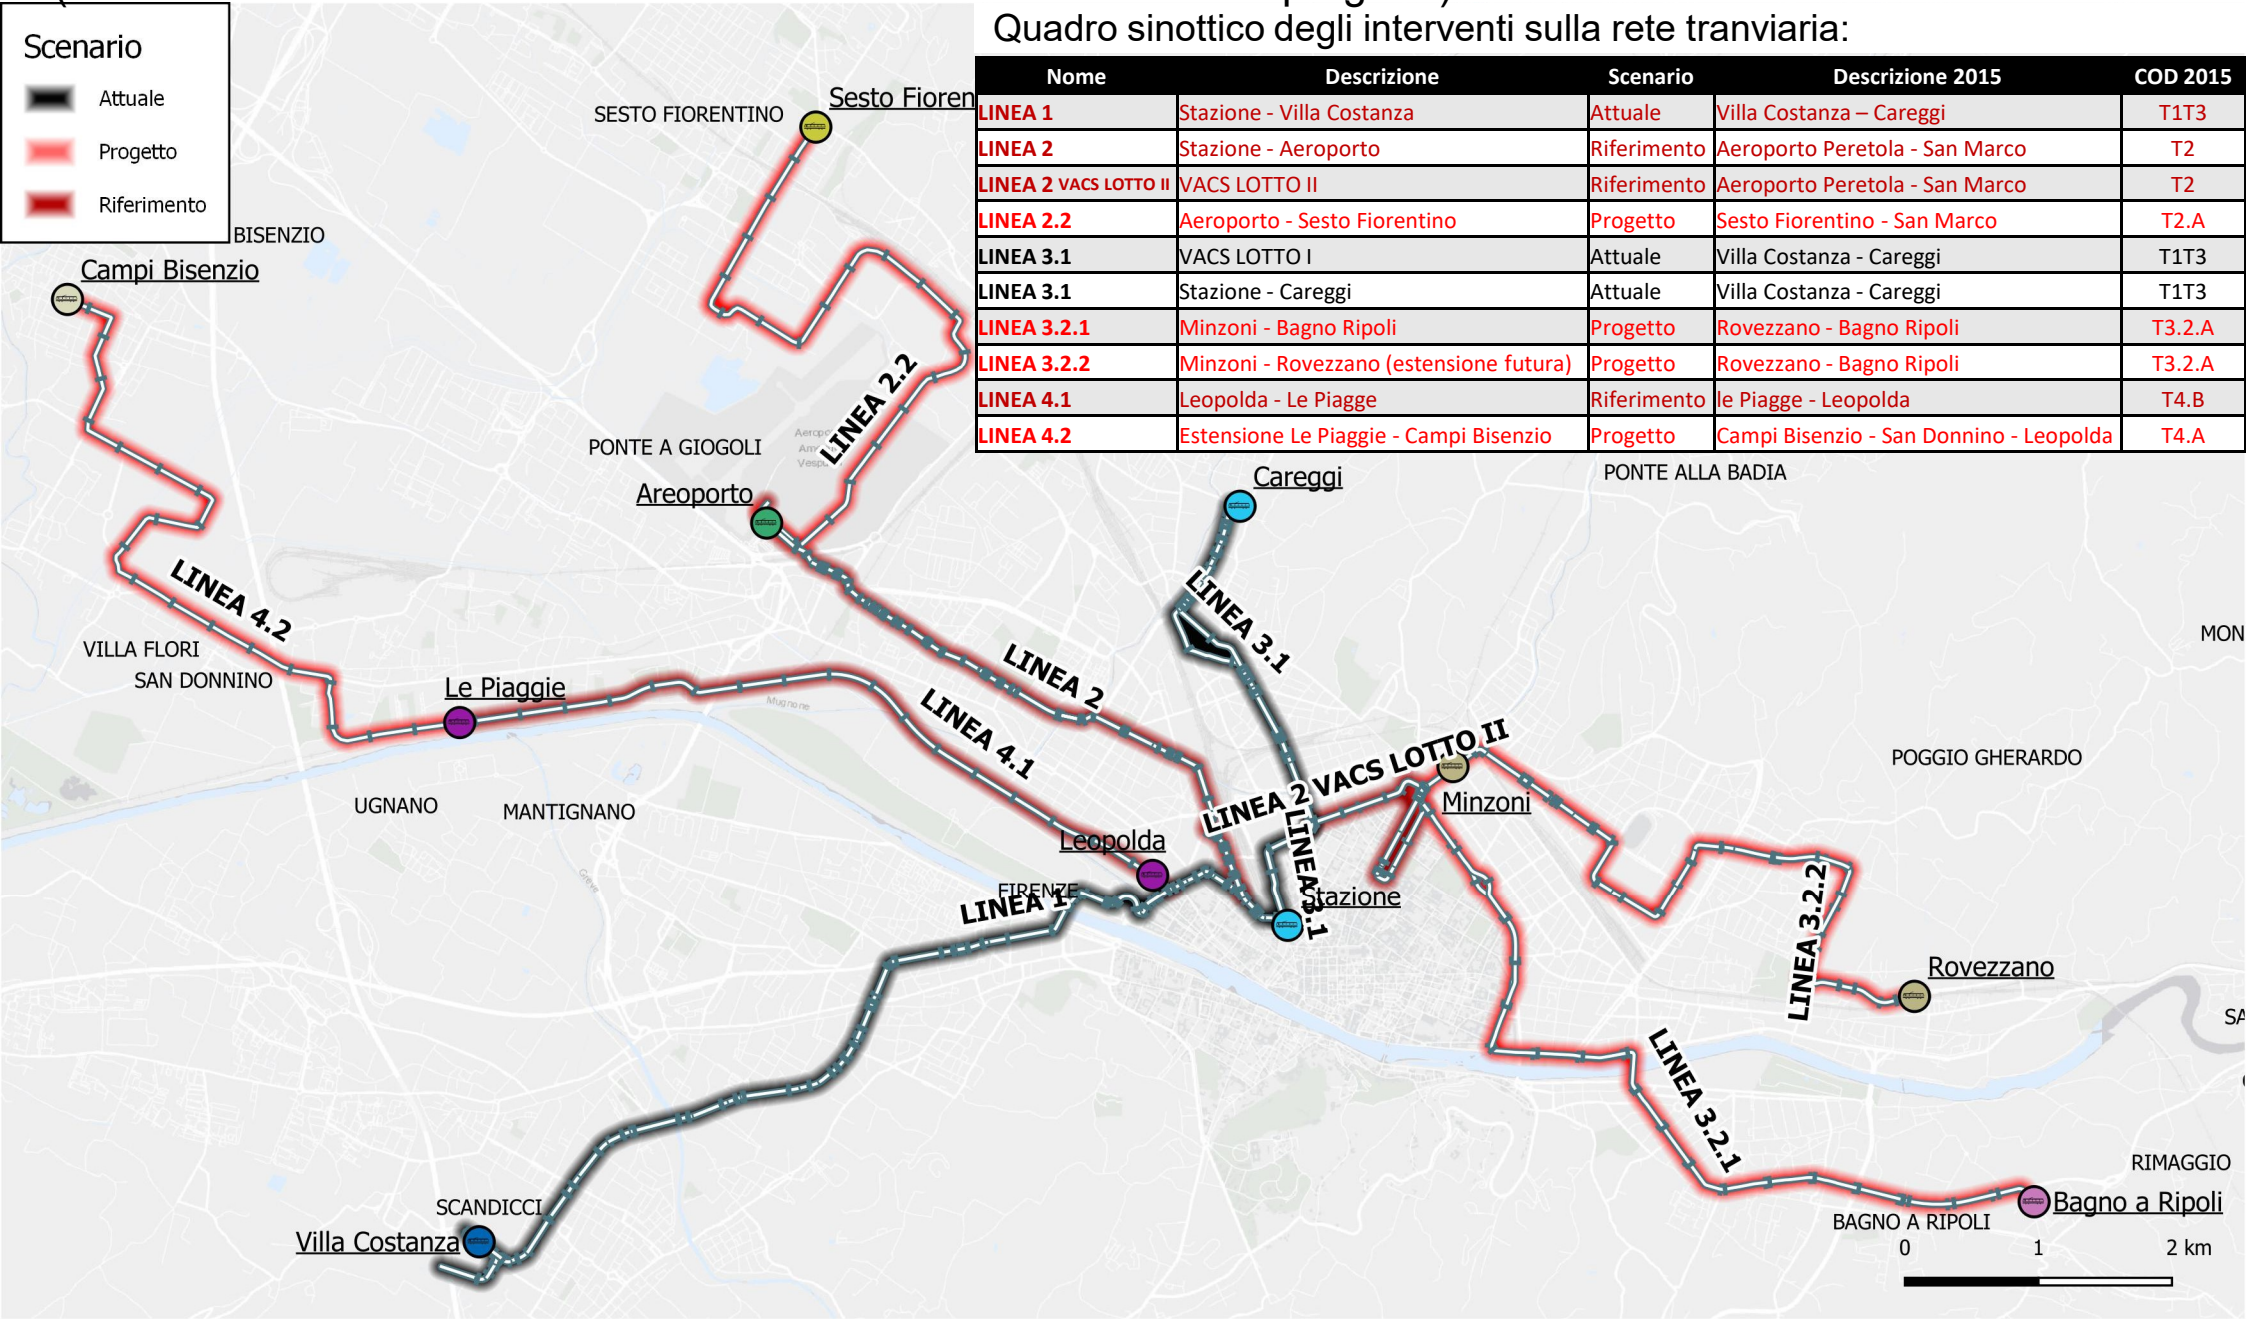 Quadro sinottico degli interventi sulla rete tranviaria:
Scenario
Attuale
Progetto
Riferimento
Nome Descrizione Scenario Descrizione 2015 COD 2015
LINEA 1 Stazione - Villa Costanza Attuale Villa Costanza – Careggi T1T3
LINEA 2 Stazione - Aeroporto Riferimento Aeroporto Peretola - San Marco T2
LINEA 2 VACS LOTTO II VACS LOTTO II Riferimento Aeroporto Peretola - San Marco T2
LINEA 2.2 Aeroporto - Sesto Fiorentino Progetto Sesto Fiorentino - San Marco T2.A
LINEA 3.1 VACS LOTTO I Attuale Villa Costanza - Careggi T1T3
LINEA 3.1 Stazione - Careggi Attuale Villa Costanza - Careggi T1T3
LINEA 3.2.1 Minzoni - Bagno Ripoli Progetto Rovezzano - Bagno Ripoli T3.2.A
LINEA 3.2.2 Minzoni - Rovezzano (estensione futura) Progetto Rovezzano - Bagno Ripoli T3.2.A
LINEA 4.1 Leopolda - Le Piagge Riferimento le Piagge - Leopolda T4.B
LINEA 4.2 Estensione Le Piaggie - Campi Bisenzio Progetto Campi Bisenzio - San Donnino - Leopolda T4.A
Sesto Fioren
SESTO FIORENTINO
BISENZIO
Campi Bisenzio
LINEA 2.2
PONTE A GIOGOLI
Areoporto
Careggi
PONTE ALLA BADIA
LINEA 4.2
LINEA 3.1
VILLA FLORI
SAN DONNINO
MON
Le Piaggie
LINEA 2
Mugnone
LINEA 4.1
LINEA 2 VACS LOTTO II
POGGIO GHERARDO
UGNANO
MANTIGNANO
Minzoni
Leopolda
LINEA 3.1
Greve
FIRENZE
LINEA 1
Stazione
LINEA 3.2.2
Rovezzano
SA
LINEA 3.2.1
RIMAGGIO
SCANDICCI
Villa Costanza
Bagno a Ripoli
BAGNO A RIPOLI
0 1 2 km